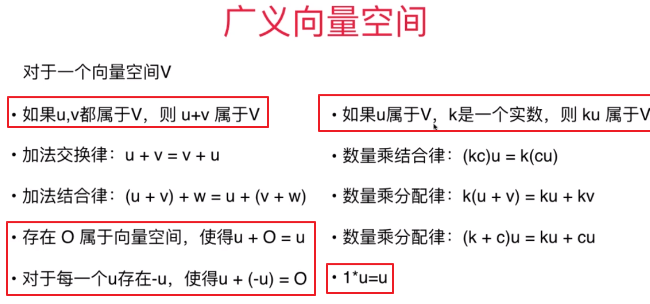 广义向量空间
对于一个向量空间V
• 如果u,v都属于V，则 u+v 属于V
• 加法交换律：u + v = v + u
• 加法结合律：(u + v) + w = u + (v + w)
• 存在 O 属于向量空间，使得u + O = u
• 对于每一个u存在-u，使得u + (-u) = O
• 如果u属于V，k是一个实数，则 ku 属于V
• 数量乘结合律：(kc)u = k(cu)
• 数量乘分配律：k(u + v) = ku + kv
• 数量乘分配律：(k + c)u = ku + cu
• 1*u=u